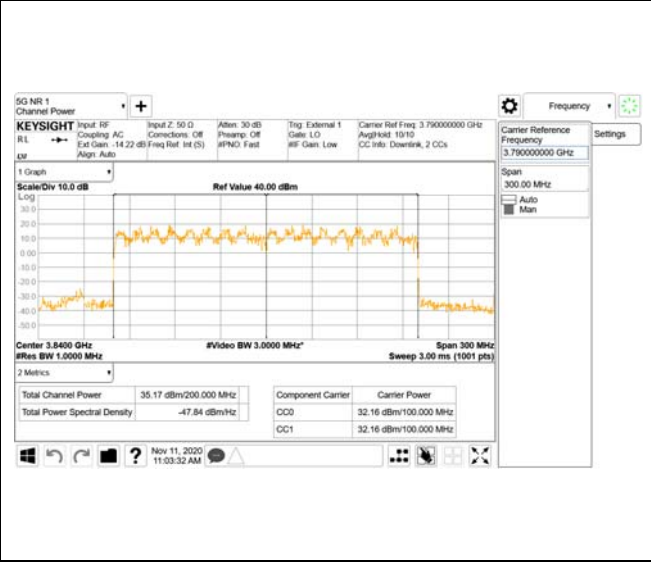 5G NR 1
Channel Power
Frequency
KEYSIGHT
RL
Input: RF
Coupling: AC
Ext Gain: -14.22 dB
Align: Auto
Input Z: 50 Ω
Corrections: Off
Freq Ref: Int (S)
Atten: 30 dB
Preamp: Off
#PNO: Fast
Trig: External 1
Gate: LO
#IF Gain: Low
Carrier Ref Freq: 3.790000000 GHz
Avg|Hold: 10/10
CC Info: Downlink, 2 CCs
Carrier Reference
Frequency
3.790000000 GHz
Settings
Span
300.00 MHz
Auto
Man
1 Graph
Scale/Div 10.0 dB
Ref Value 40.00 dBm
Log
30.0
20.0
10.0
0.00
-10.0
-20.0
-30.0
-40.0
-50.0
Center 3.8400 GHz
#Video BW 3.0000 MHz*
Span 300 MHz
#Res BW 1.0000 MHz
Sweep 3.00 ms (1001 pts)
2 Metrics
Total Channel Power 35.17 dBm/200.000 MHz
Total Power Spectral Density -47.84 dBm/Hz
Component Carrier Carrier Power
CC0 32.16 dBm/100.000 MHz
CC1 32.16 dBm/100.000 MHz
Nov 11, 2020
11:03:32 AM